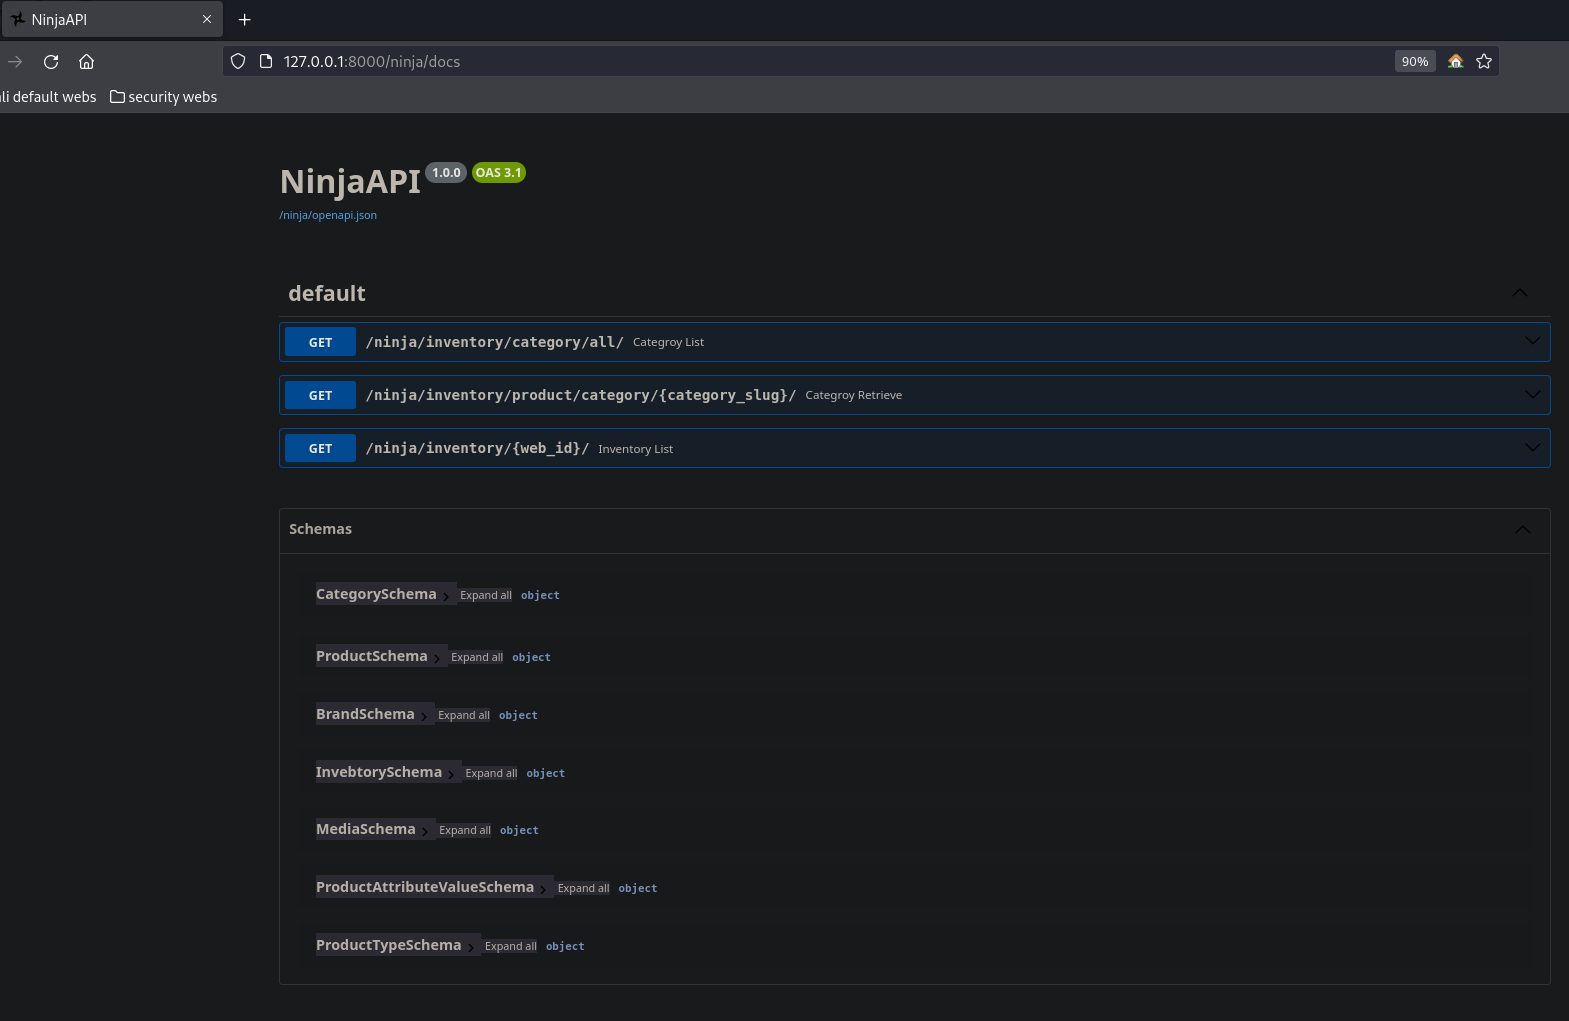 NinjaAPI
127.0.0.1:8000/ninja/docs
90%
li default webs security webs
NinjaAPI 1.0.0 OAS 3.1
/ninja/openapi.json
default
GET /ninja/inventory/category/all/ Categroy List
GET /ninja/inventory/product/category/{category_slug}/ Categroy Retrieve
GET /ninja/inventory/{web_id}/ Inventory List
Schemas
CategorySchema Expand all object
ProductSchema Expand all object
BrandSchema Expand all object
InvebtorySchema Expand all object
MediaSchema Expand all object
ProductAttributeValueSchema Expand all object
ProductTypeSchema Expand all object